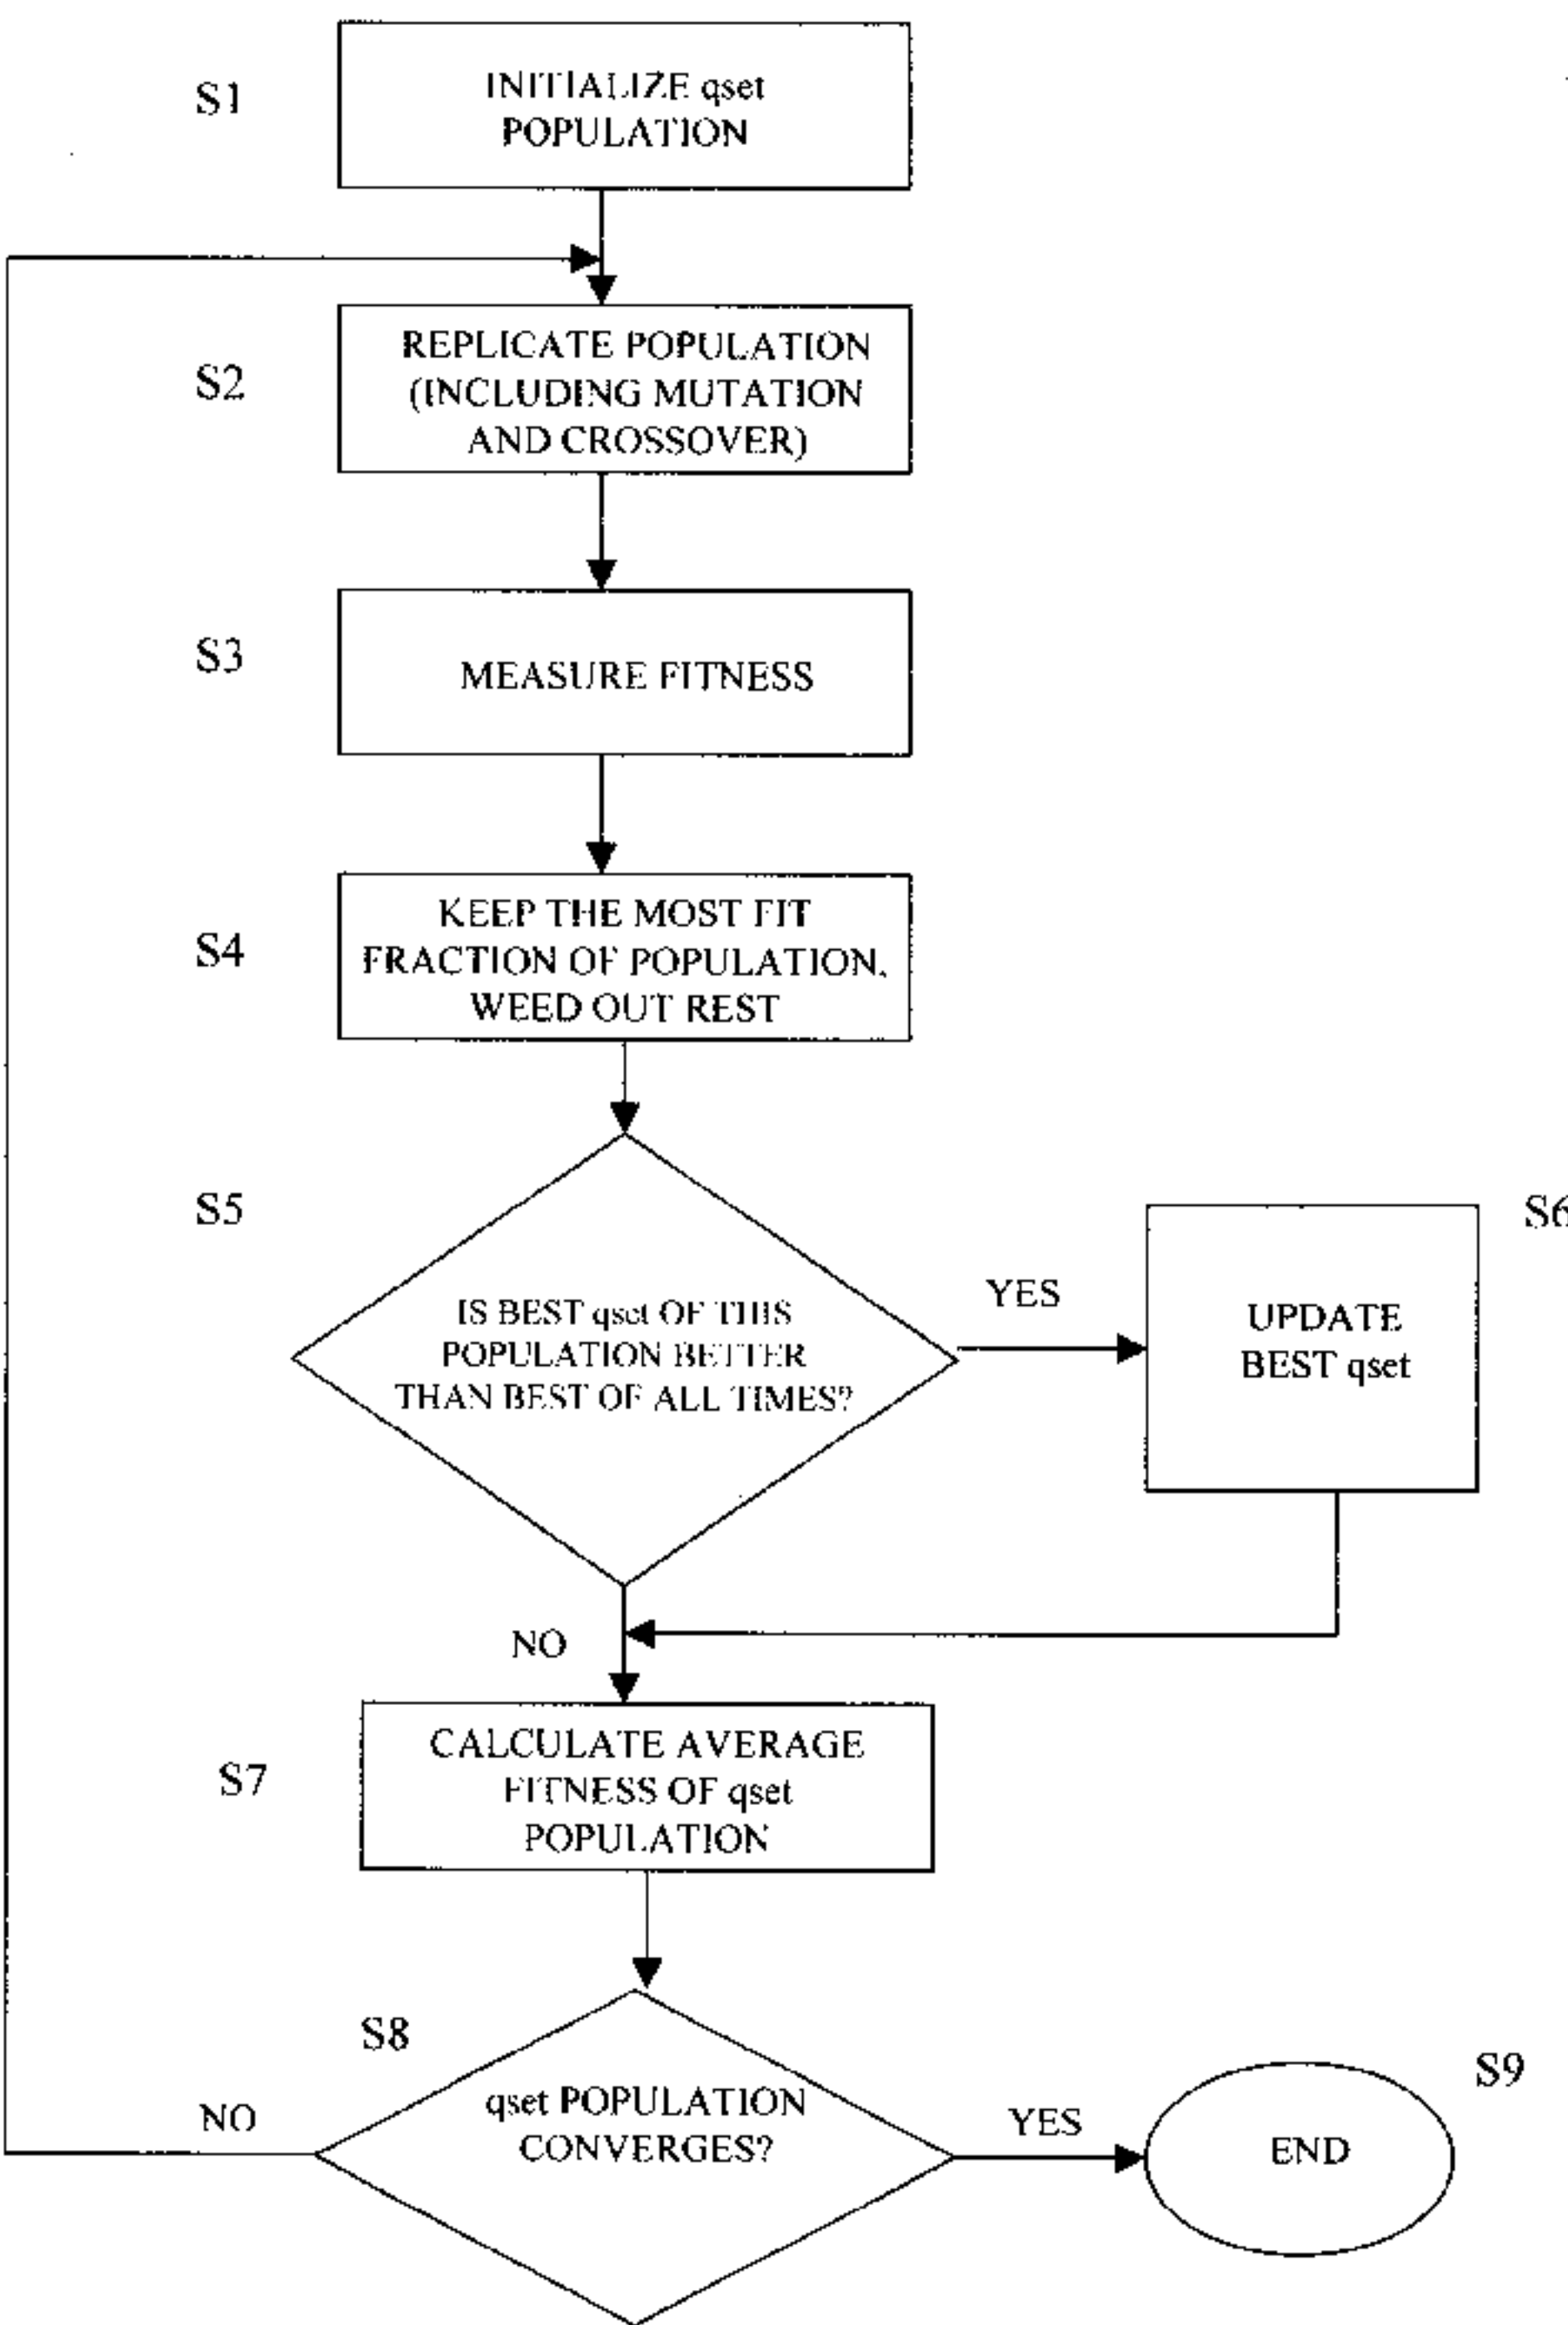 S1
INITIALIZE qset
POPULATION
S2
REPLICATE POPULATION
(INCLUDING MUTATION
AND CROSSOVER)
S3
MEASURE FITNESS
S4
KEEP THE MOST FIT
FRACTION OF POPULATION,
WEED OUT REST
S5
IS BEST qset OF THIS
POPULATION BETTER
THAN BEST OF ALL TIMES?
YES
S6
UPDATE
BEST qset
NO
S7
CALCULATE AVERAGE
FITNESS OF qset
POPULATION
S8
qset POPULATION
CONVERGES?
NO
YES
S9
END